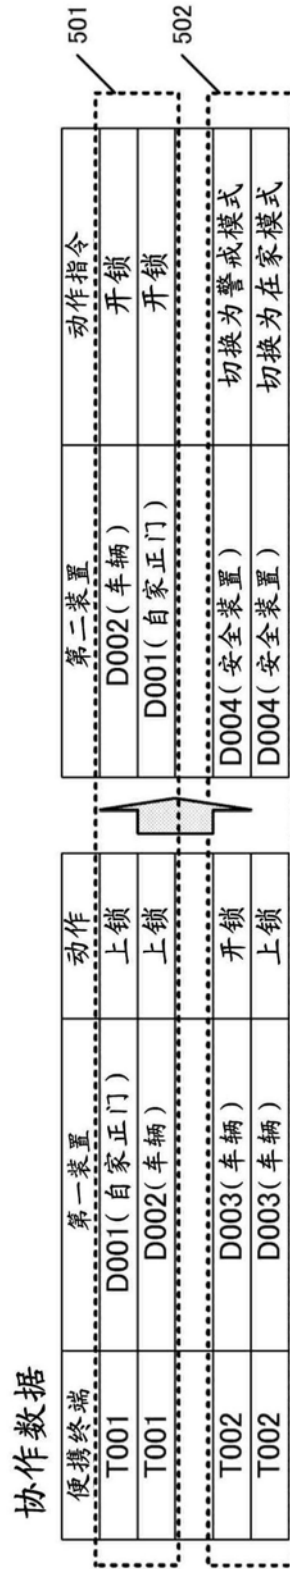 协作数据
便携终端 第一装置 动作 第二装置 动作指令
T001 D001(自家正门) 上锁 D002(车辆) 开锁 501
T001 D002(车辆) 上锁 D001(自家正门) 开锁
T002 D003(车辆) 开锁 D004(安全装置) 切换为警戒模式 502
T002 D003(车辆) 上锁 D004(安全装置) 切换为在家模式